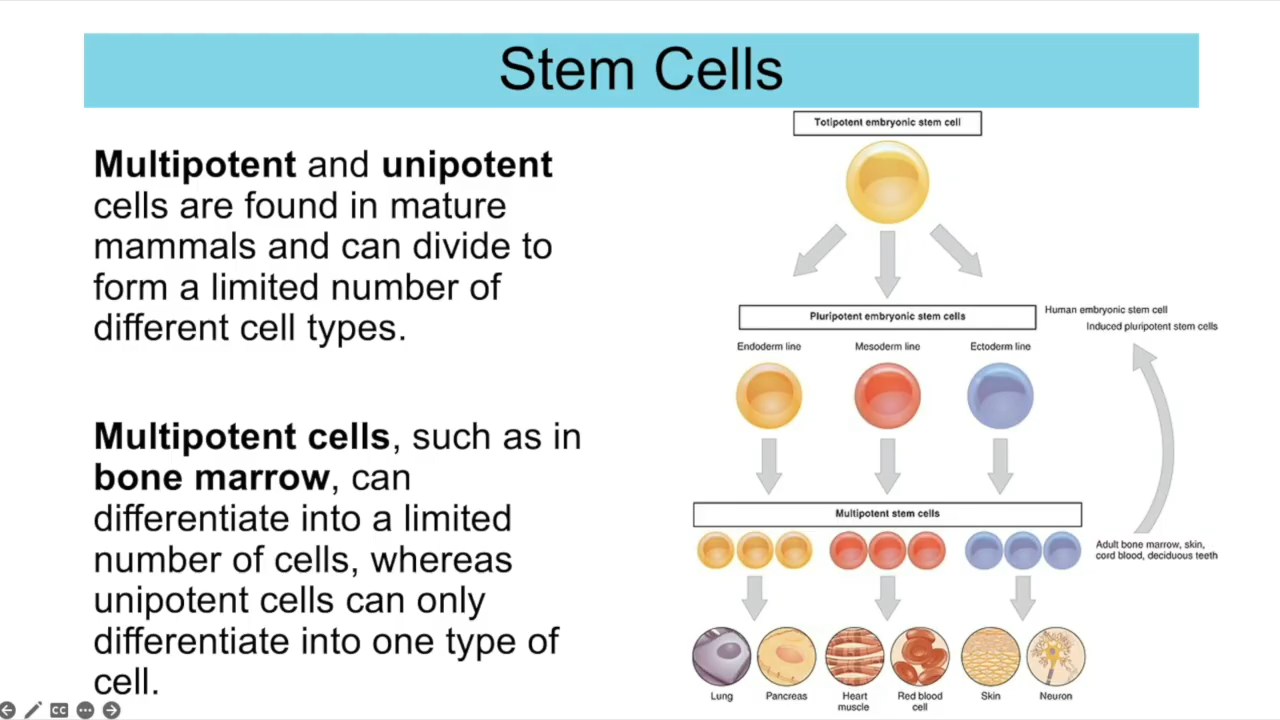 Stem Cells
Multipotent and unipotent
cells are found in mature
mammals and can divide to
form a limited number of
different cell types.
Multipotent cells, such as in
bone marrow, can
differentiate into a limited
number of cells, whereas
unipotent cells can only
differentiate into one type of
cell.
Totipotent embryonic stem cell
Pluripotent embryonic stem cells
Human embryonic stem cell
Induced pluripotent stem cells
Endoderm line
Mesoderm line
Ectoderm line
Multipotent stem cells
Adult bone marrow, skin,
cord blood, deciduous teeth
Lung
Pancreas
Heart
muscle
Red blood
cell
Skin
Neuron
CC